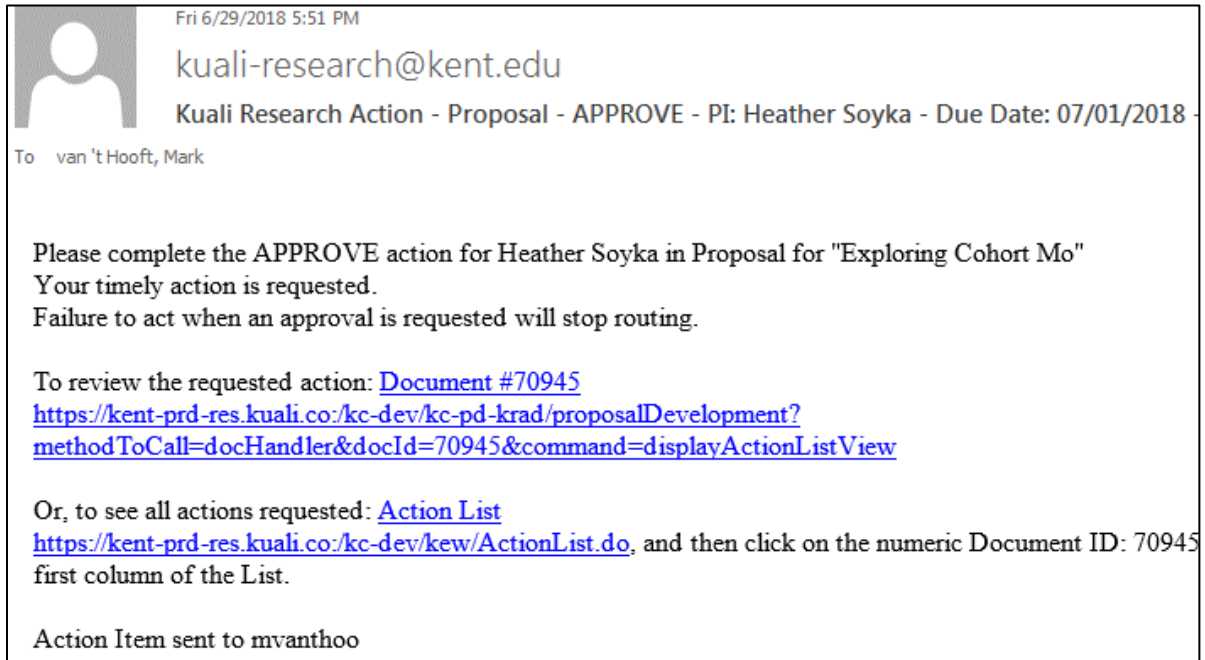 Fri 6/29/2018 5:51 PM
kuali-research@kent.edu
Kuali Research Action - Proposal - APPROVE - PI: Heather Soyka - Due Date: 07/01/2018 -
To van 't Hooft, Mark
Please complete the APPROVE action for Heather Soyka in Proposal for "Exploring Cohort Mo"
Your timely action is requested.
Failure to act when an approval is requested will stop routing.
To review the requested action: Document #70945
https://kent-prd-res.kuali.co:/kc-dev/kc-pd-krad/proposalDevelopment?
methodToCall=docHandler&docId=70945&command=displayActionListView
Or, to see all actions requested: Action List
https://kent-prd-res.kuali.co:/kc-dev/kew/ActionList.do, and then click on the numeric Document ID: 70945
first column of the List.
Action Item sent to mvanthoo